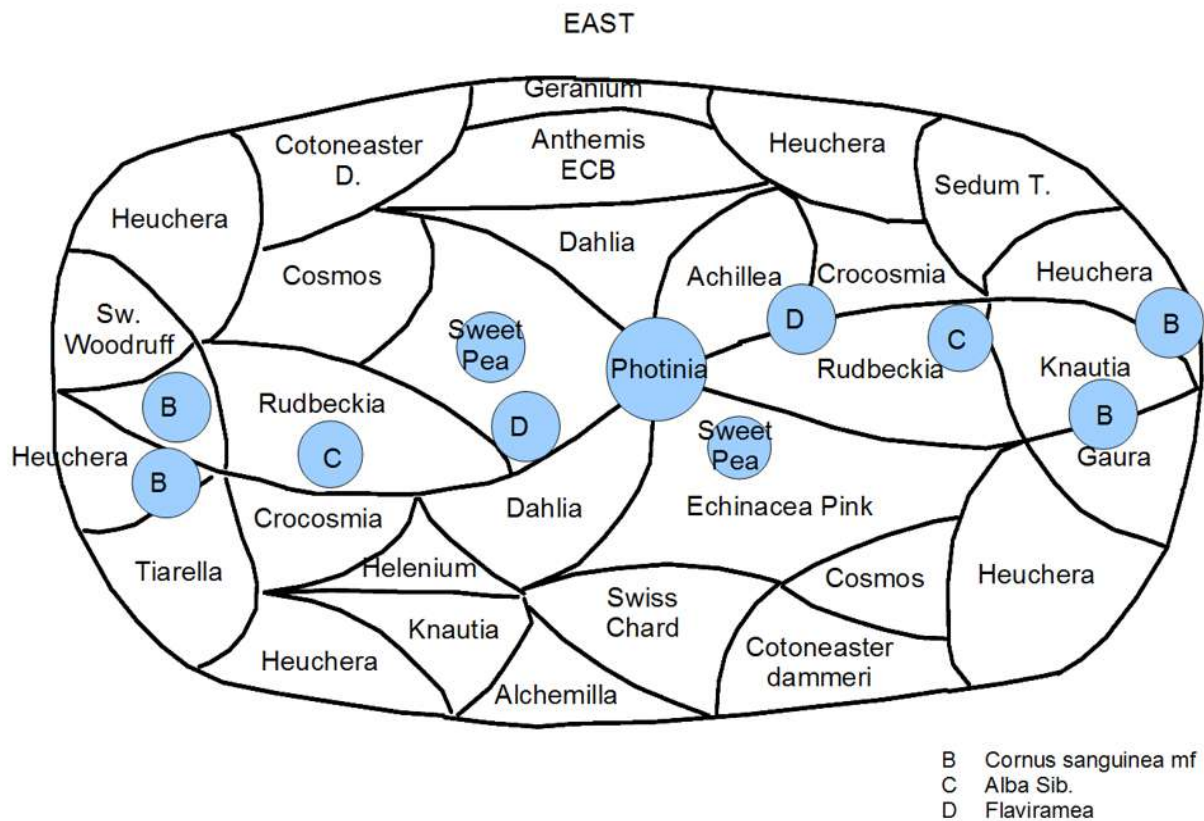 EAST
Geranium
Cotoneaster
D.
Anthemis
ECB
Heuchera
Sedum T.
Heuchera
Dahlia
Cosmos
Achillea
Crocosmia
Heuchera
Sw.
Woodruff
Sweet
Pea
D
B
C
Photinia
Rudbeckia
Knautia
B
Rudbeckia
D
B
Sweet
Pea
Heuchera
C
Gaura
B
Crocosmia
Dahlia
Echinacea Pink
Tiarella
Helenium
Swiss
Chard
Cosmos
Heuchera
Knautia
Heuchera
Cotoneaster
dammeri
Alchemilla
B Cornus sanguinea mf
C Alba Sib.
D Flaviramea